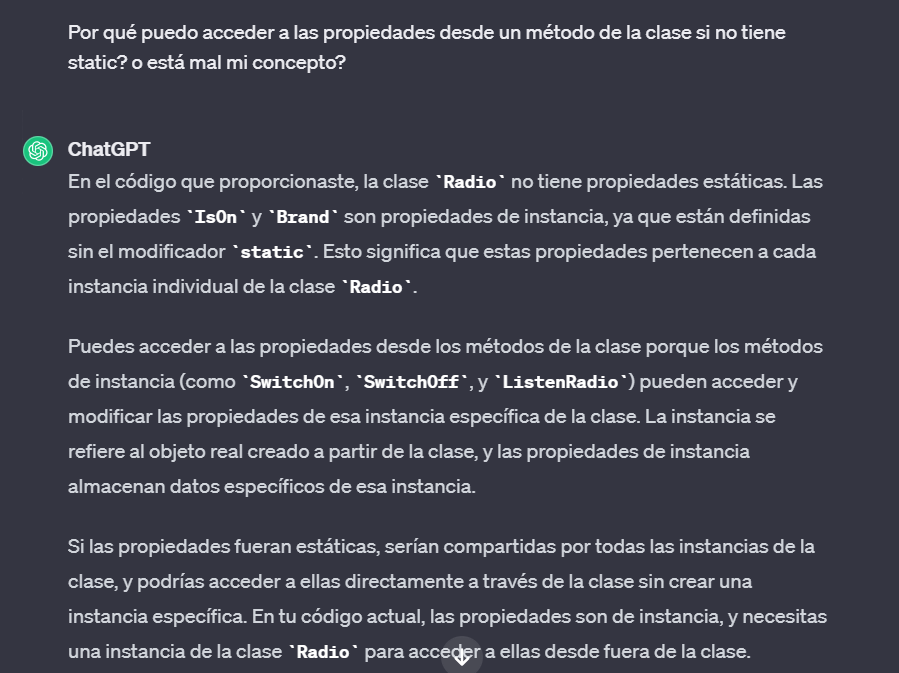 Por qué puedo acceder a las propiedades desde un método de la clase si no tiene
static? o está mal mi concepto?
ChatGPT
En el código que proporcionaste, la clase `Radio` no tiene propiedades estáticas. Las
propiedades `IsOn` y `Brand` son propiedades de instancia, ya que están definidas
sin el modificador `static`. Esto significa que estas propiedades pertenecen a cada
instancia individual de la clase `Radio`.
Puedes acceder a las propiedades desde los métodos de la clase porque los métodos
de instancia (como `SwitchOn`, `SwitchOff`, y `ListenRadio`) pueden acceder y
modificar las propiedades de esa instancia específica de la clase. La instancia se
refiere al objeto real creado a partir de la clase, y las propiedades de instancia
almacenan datos específicos de esa instancia.
Si las propiedades fueran estáticas, serían compartidas por todas las instancias de la
clase, y podrías acceder a ellas directamente a través de la clase sin crear una
instancia específica. En tu código actual, las propiedades son de instancia, y necesitas
una instancia de la clase `Radio` para acceder a ellas desde fuera de la clase.